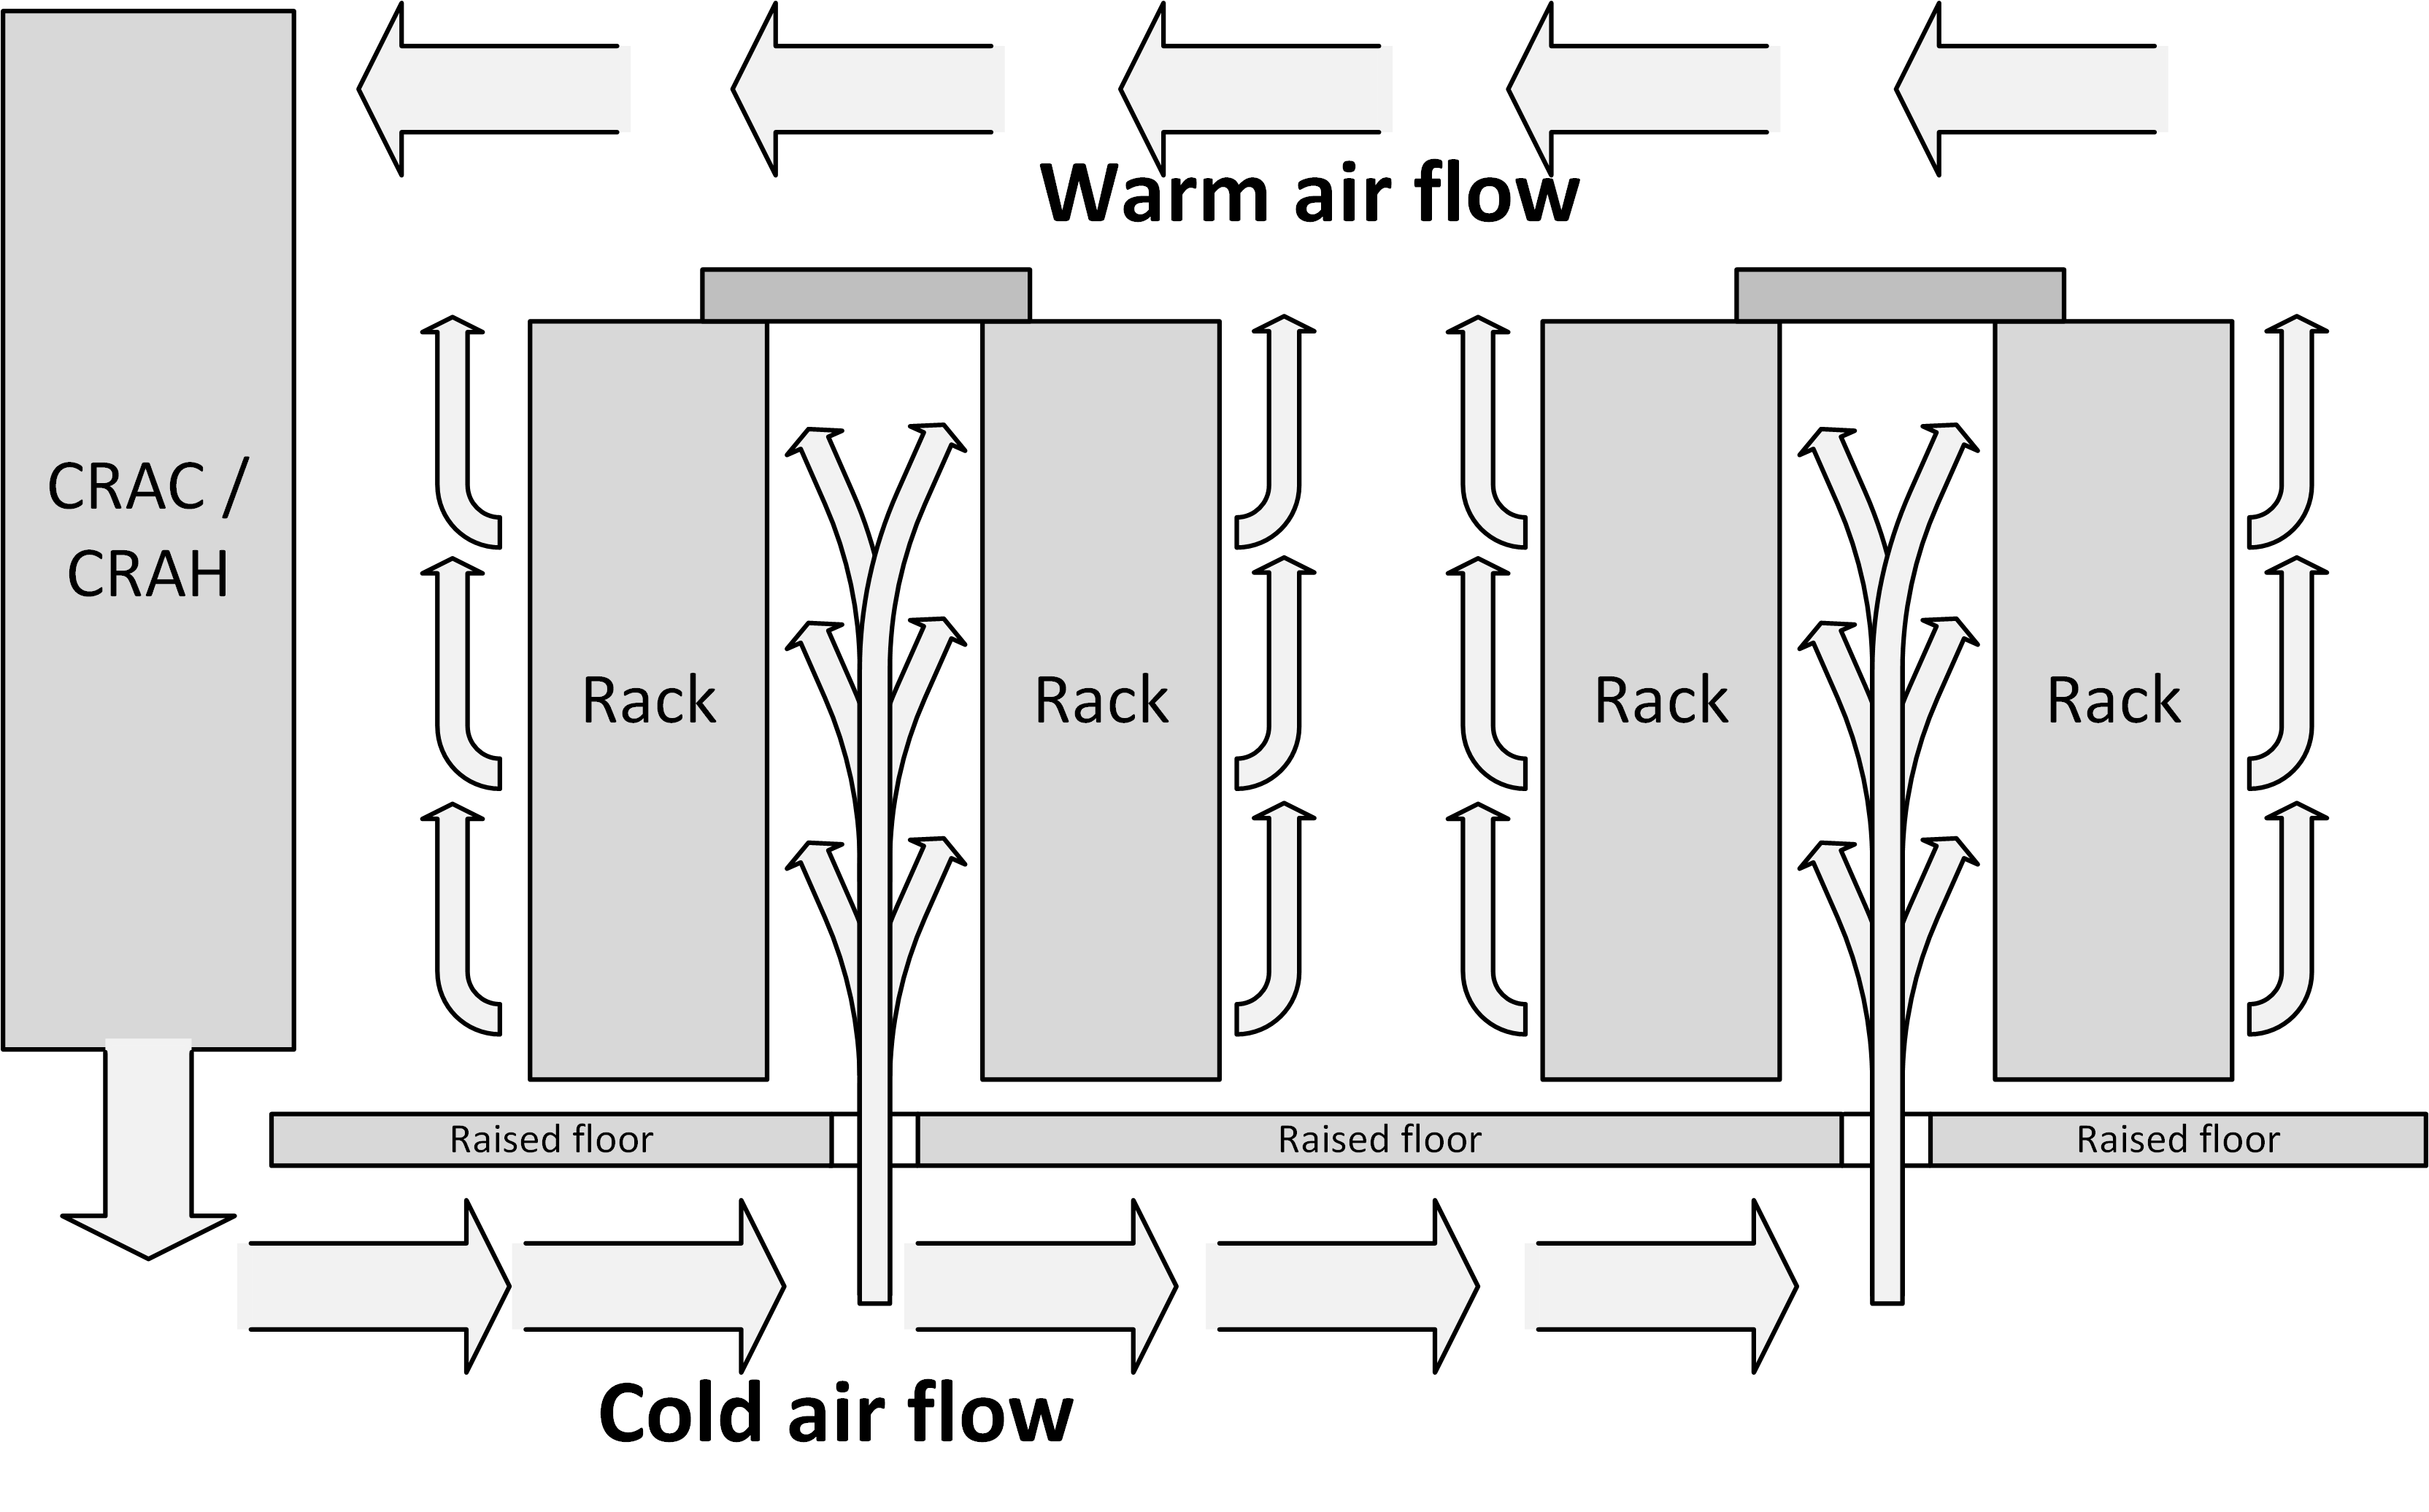 Warm air flow
CRAC /
CRAH
Rack
Rack
Rack
Rack
Raised floor
Raised floor
Raised floor
Cold air flow